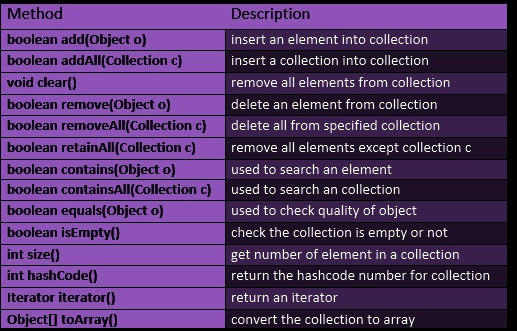 Method Description
boolean add(Object o) insert an element into collection
boolean addAll(Collection c) insert a collection into collection
void clear() remove all elements from collection
boolean remove(Object o) delete an element from collection
boolean removeAll(Collection c) delete all from specified collection
boolean retainAll(Collection c) remove all elements except collection c
boolean contains(Object o) used to search an element
boolean containsAll(Collection c) used to search an collection
boolean equals(Object o) used to check quality of object
boolean isEmpty() check the collection is empty or not
int size() get number of element in a collection
int hashCode() return the hashcode number for collection
Iterator iterator() return an iterator
Object[] toArray() convert the collection to array